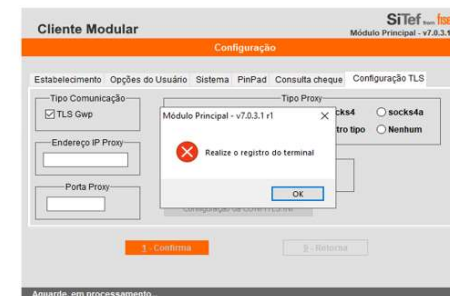 Cliente Modular
SiTef
Módulo Principal - v7.0.3.1
Configuração
Estabelecimento Opções do Usuário Sistema PinPad Consulta cheque Configuração TLS
Tipo Comunicação
TLS Gwp
Tipo Proxy
socks4a
tro tipo
Nenhum
Módulo Principal - v7.0.3.1 r1
Realize o registro do terminal
OK
Endereço IP Proxy
Porta Proxy
1 - Confirma
9 - Retorna
Aguarde, em processamento...